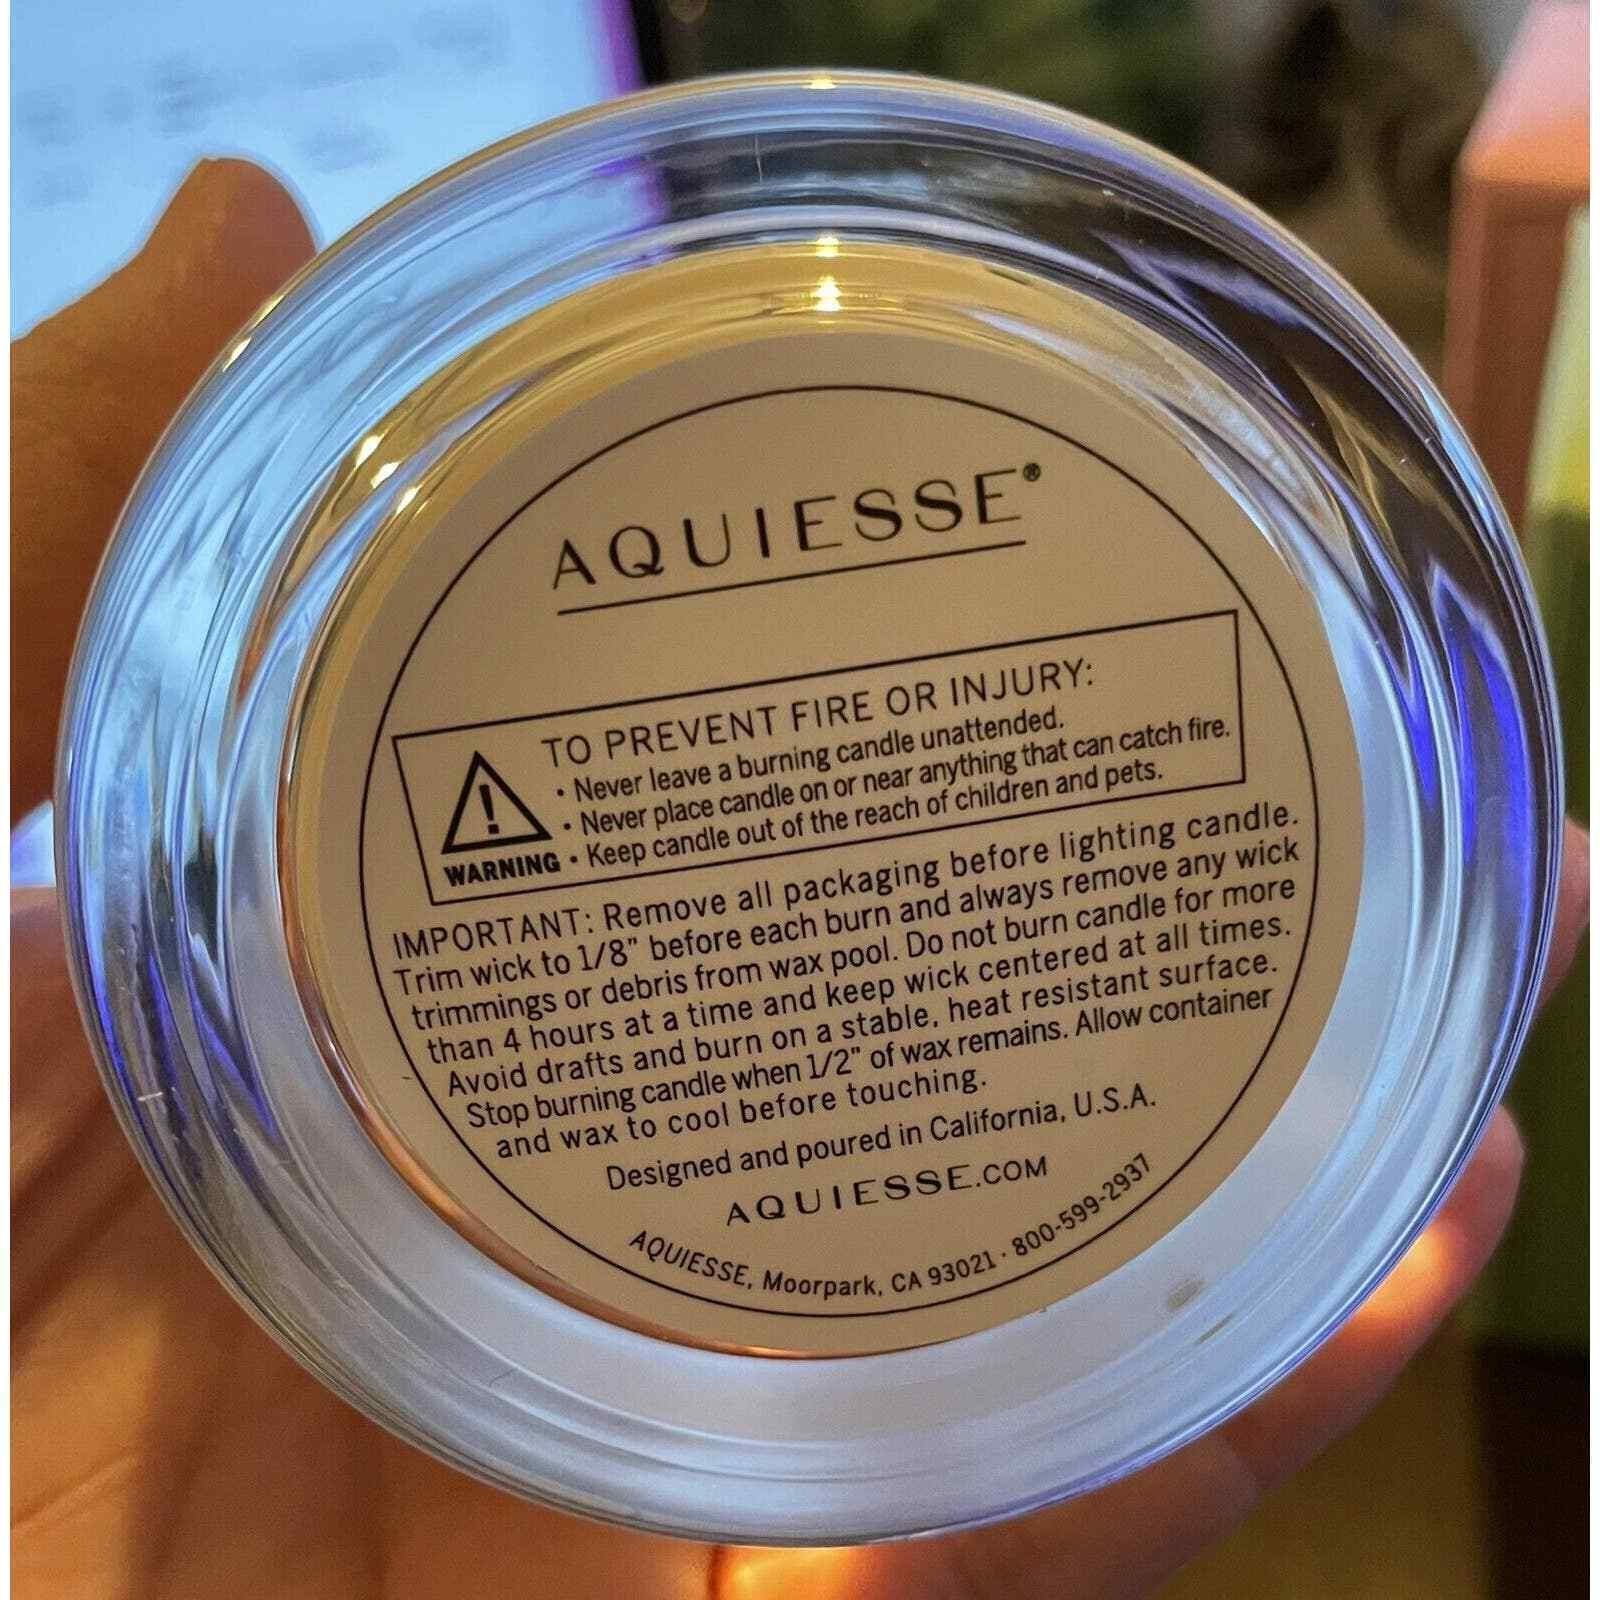 AQUIESSE®
TO PREVENT FIRE OR INJURY:
• Never leave a burning candle unattended.
• Never place candle on or near anything that can catch fire.
• Keep candle out of the reach of children and pets.
WARNING
IMPORTANT: Remove all packaging before lighting candle.
Trim wick to 1/8" before each burn and always remove any wick
trimmings or debris from wax pool. Do not burn candle for more
than 4 hours at a time and keep wick centered at all times.
Avoid drafts and burn on a stable, heat resistant surface.
Stop burning candle when 1/2" of wax remains. Allow container
and wax to cool before touching.
Designed and poured in California, U.S.A.
AQUIESSE.COM
AQUIESSE, Moorpark, CA 93021 · 800-599-2937